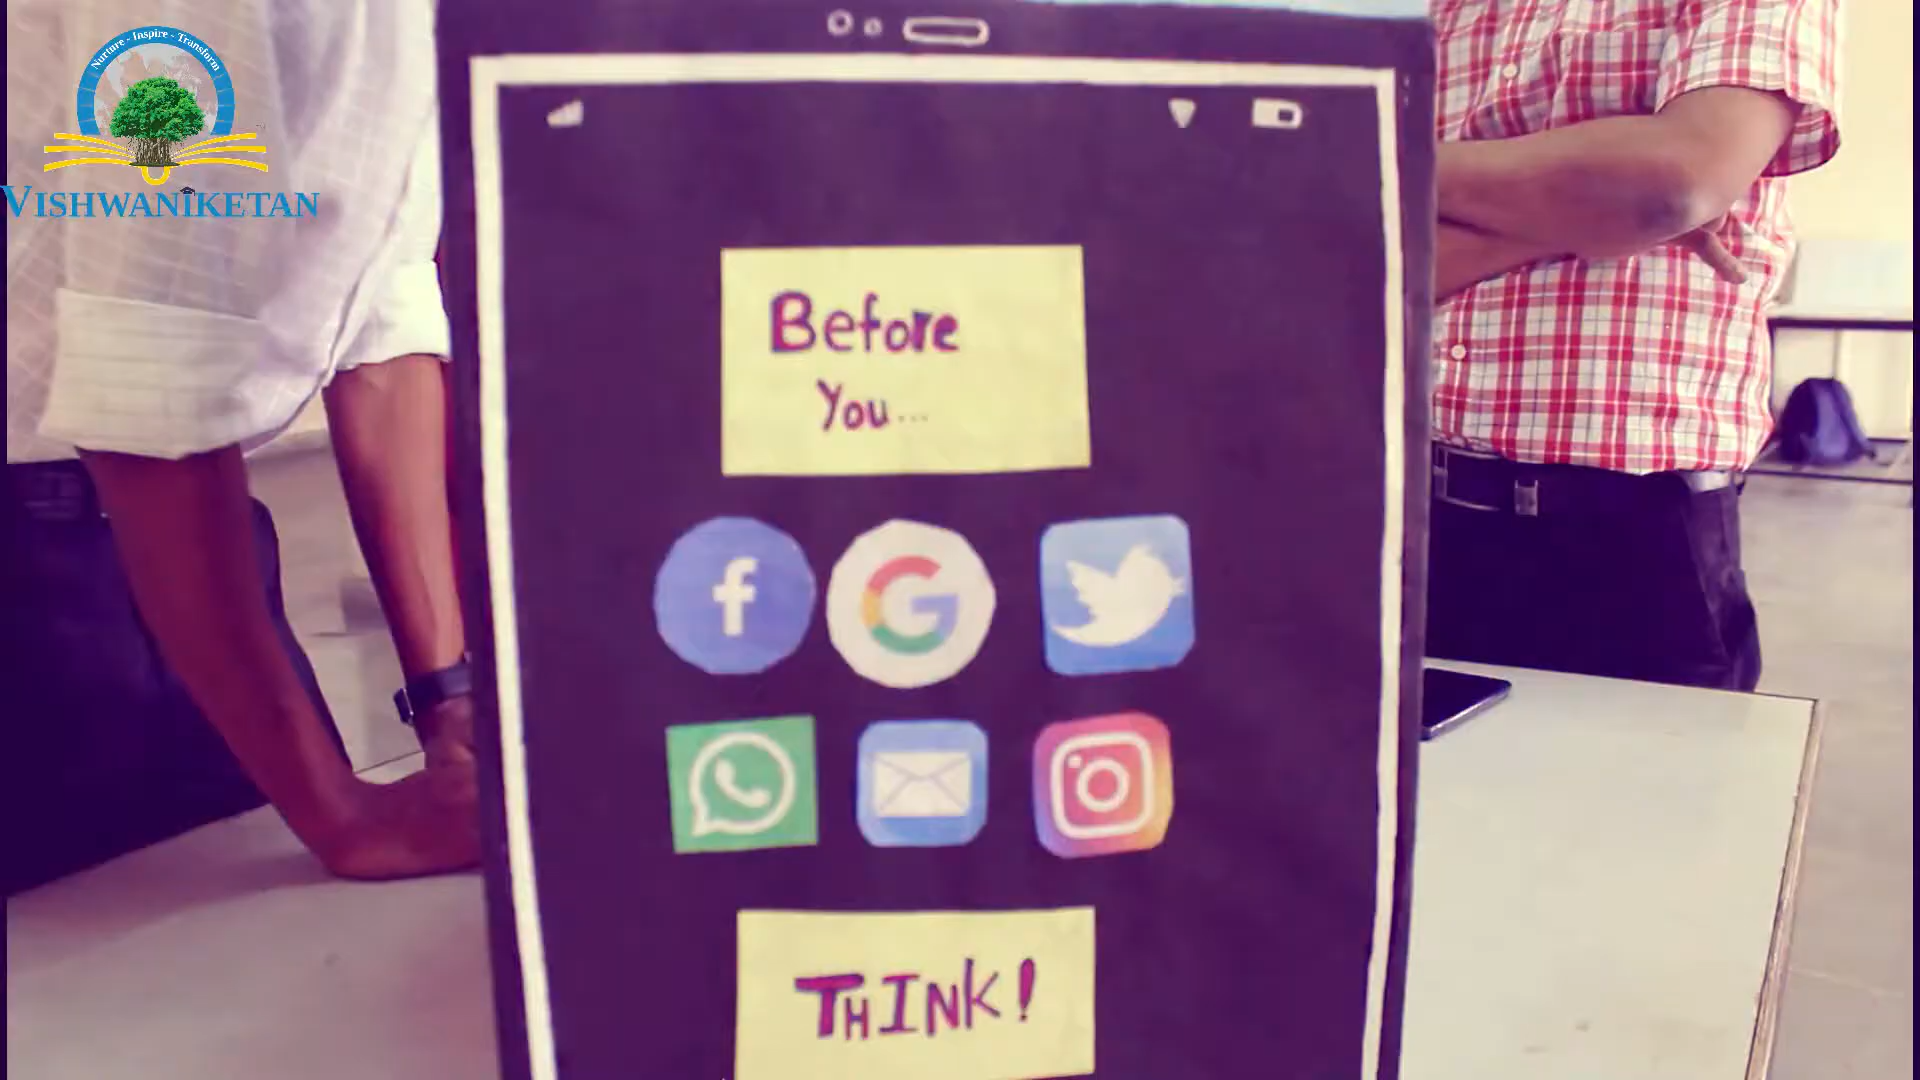 Nurture - Inspire - Transform
VISHWANIKETAN
Before
You...
THINK!